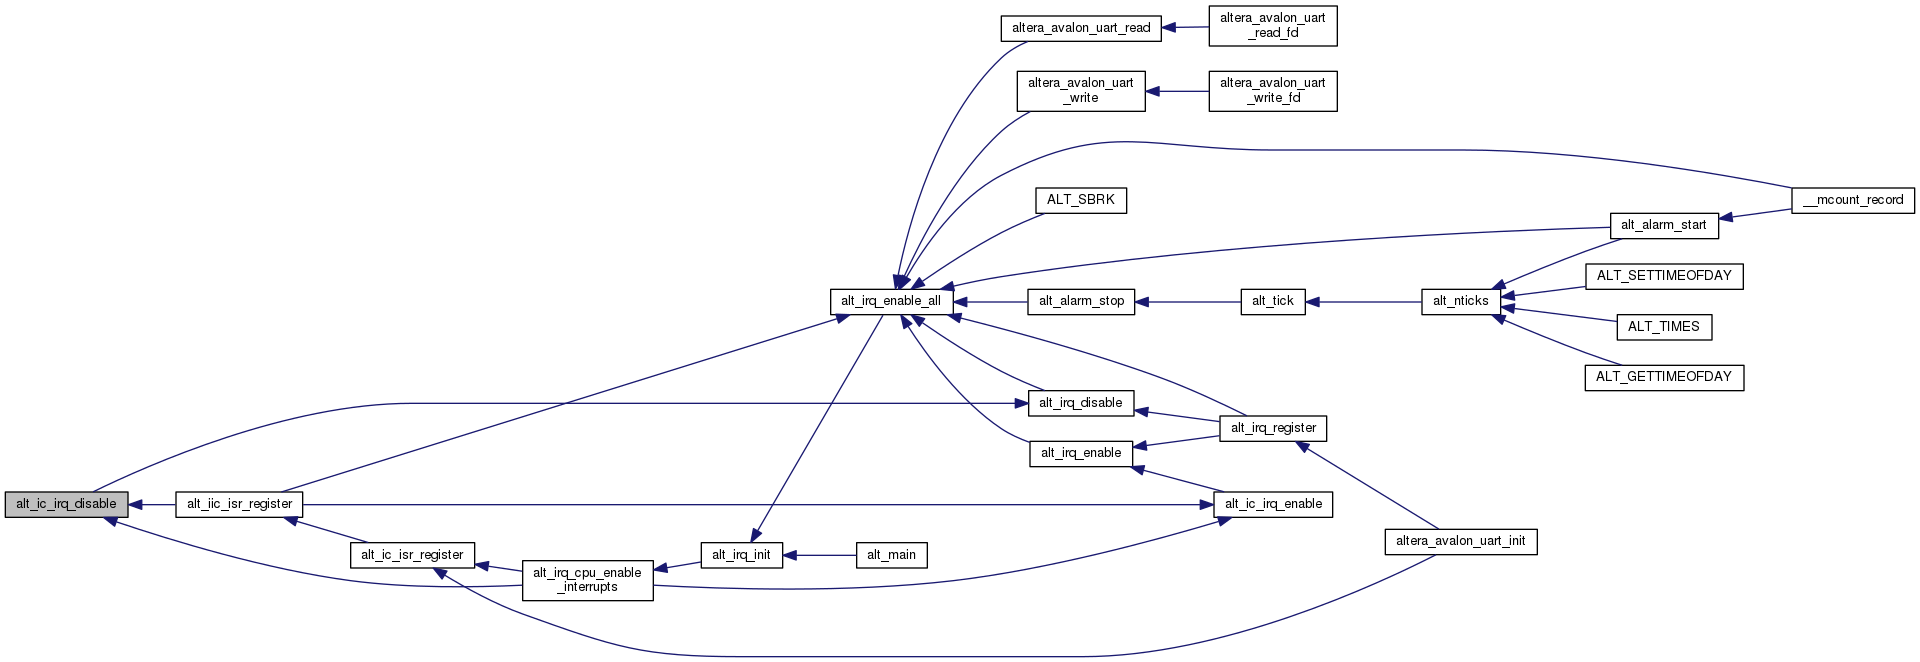 altera_avalon_uart_read
altera_avalon_uart
_read_fd
altera_avalon_uart
_write
altera_avalon_uart
_write_fd
ALT_SBRK
__mcount_record
alt_alarm_start
ALT_SETTIMEOFDAY
alt_irq_enable_all
alt_alarm_stop
alt_tick
alt_nticks
ALT_TIMES
ALT_GETTIMEOFDAY
alt_irq_disable
alt_irq_register
alt_irq_enable
alt_ic_irq_disable
alt_iic_isr_register
alt_ic_irq_enable
altera_avalon_uart_init
alt_ic_isr_register
alt_irq_cpu_enable
_interrupts
alt_irq_init
alt_main